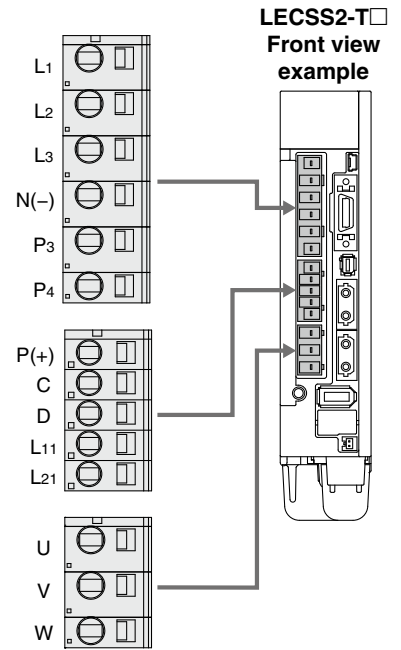 LECSS2-T□
Front view
example
L1
L2
L3
N(−)
P3
P4
P(+)
C
D
L11
L21
U
V
W